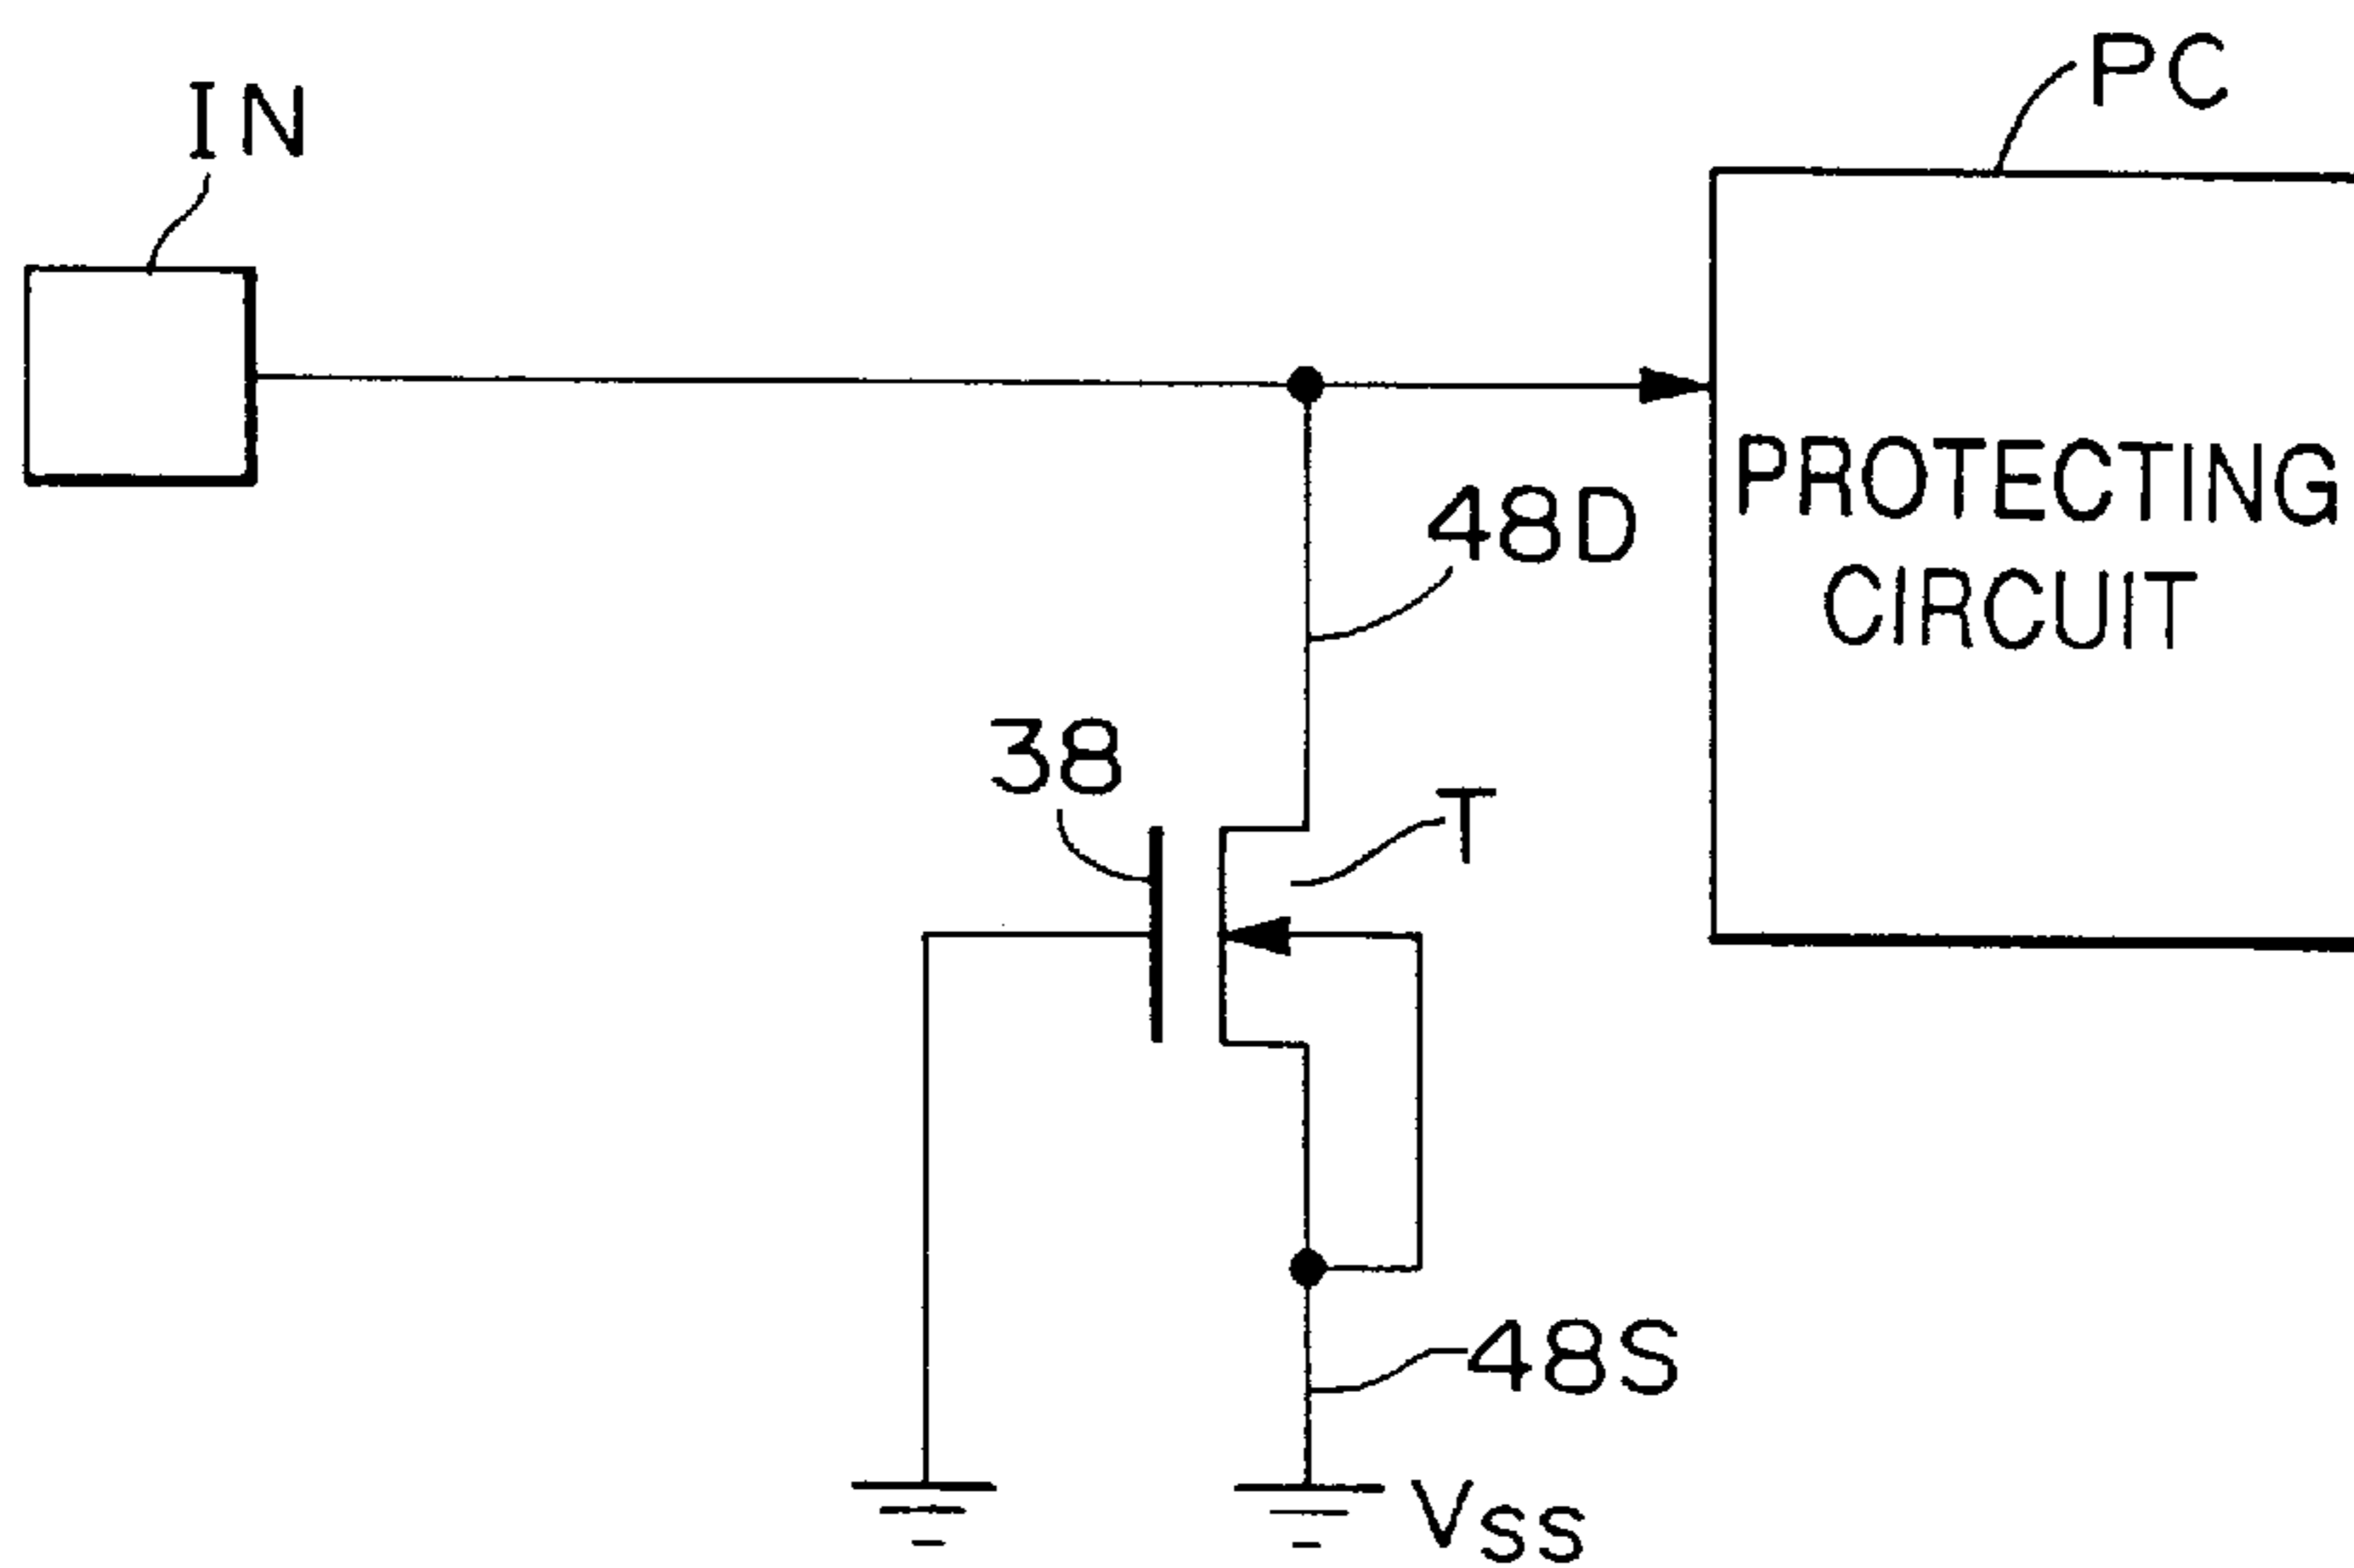 IN
PC
PROTECTING
CIRCUIT
48D
38
T
48S
VSS